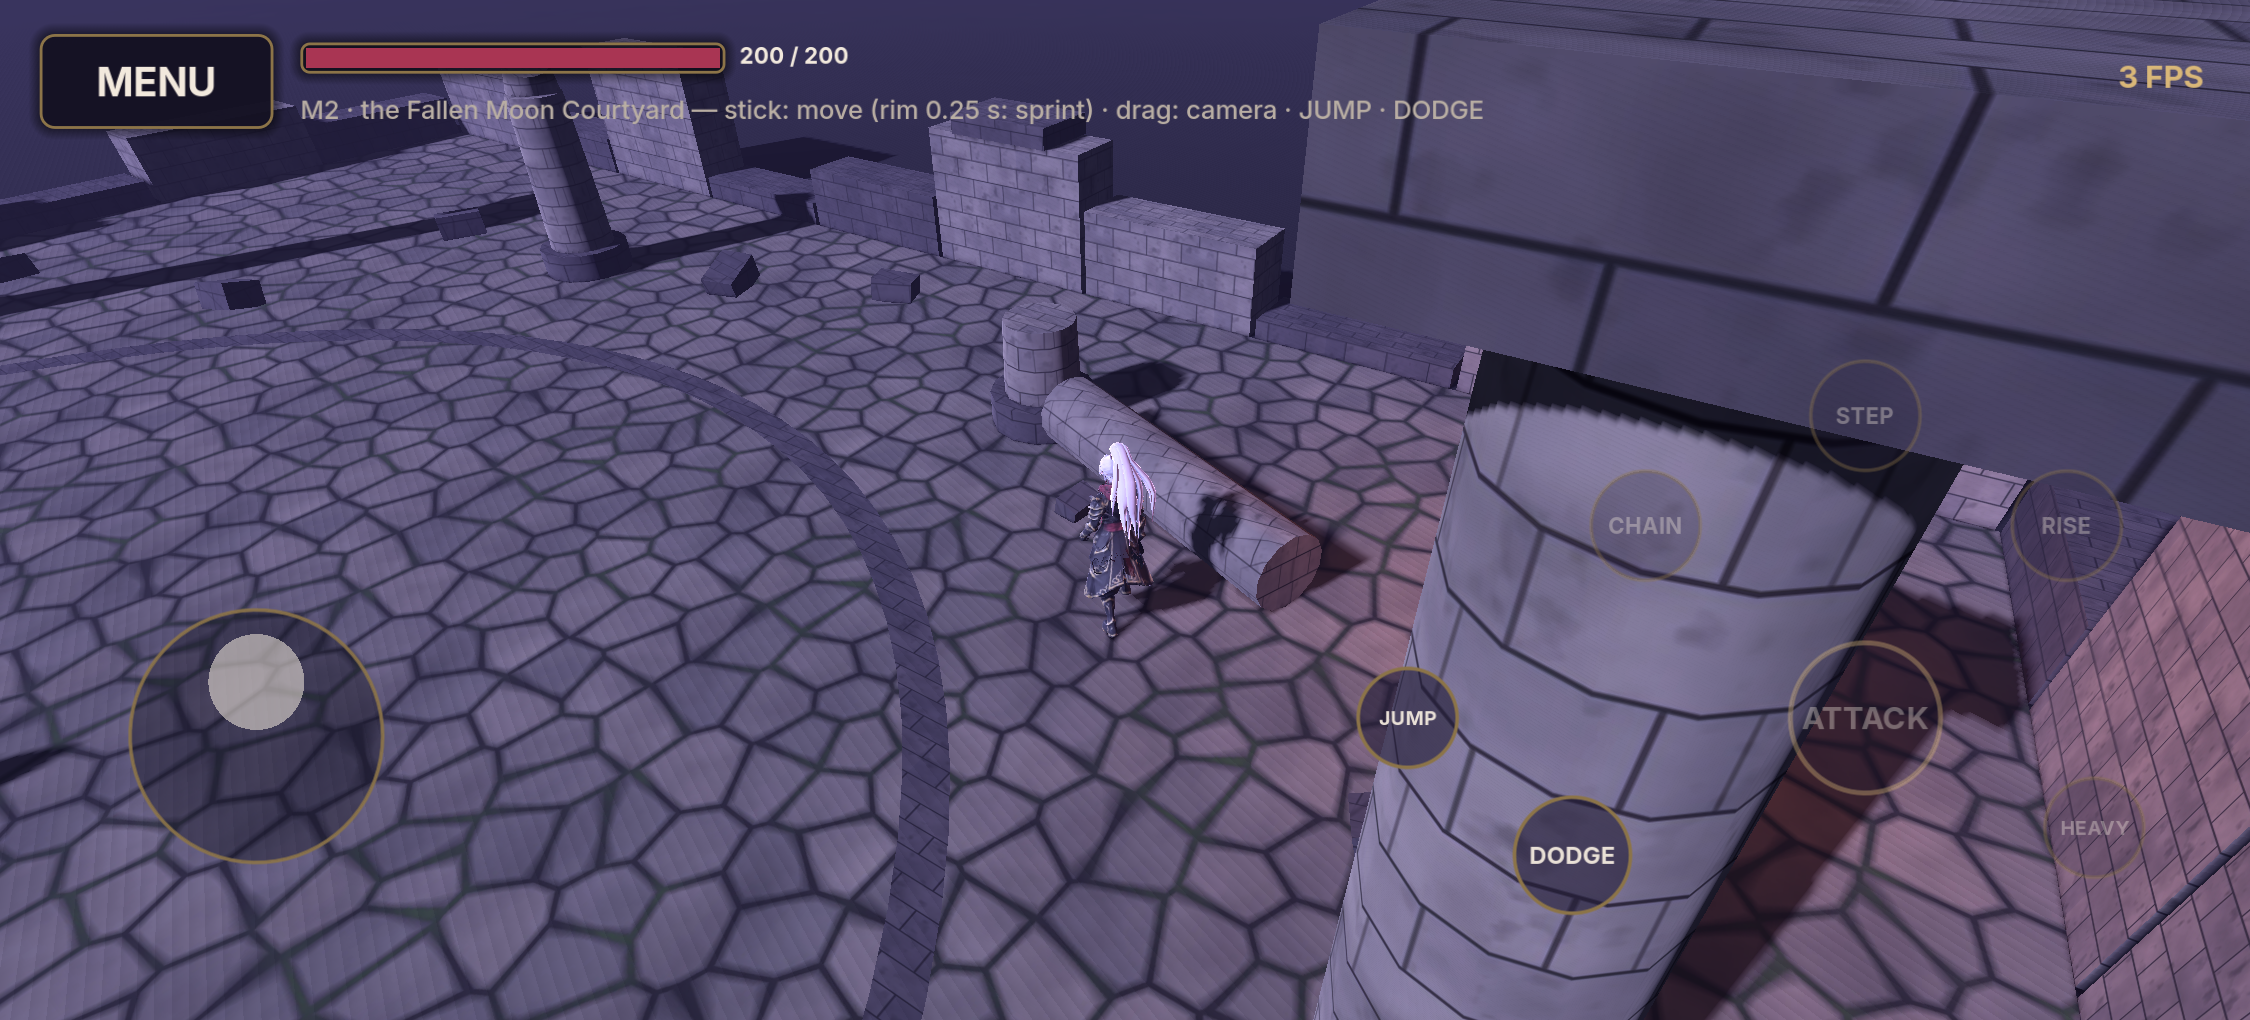 MENU
200 / 200
3 FPS
M2 · the Fallen Moon Courtyard — stick: move (rim 0.25 s: sprint) · drag: camera · JUMP · DODGE
STEP
CHAIN
RISE
JUMP
ATTACK
HEAVY
DODGE